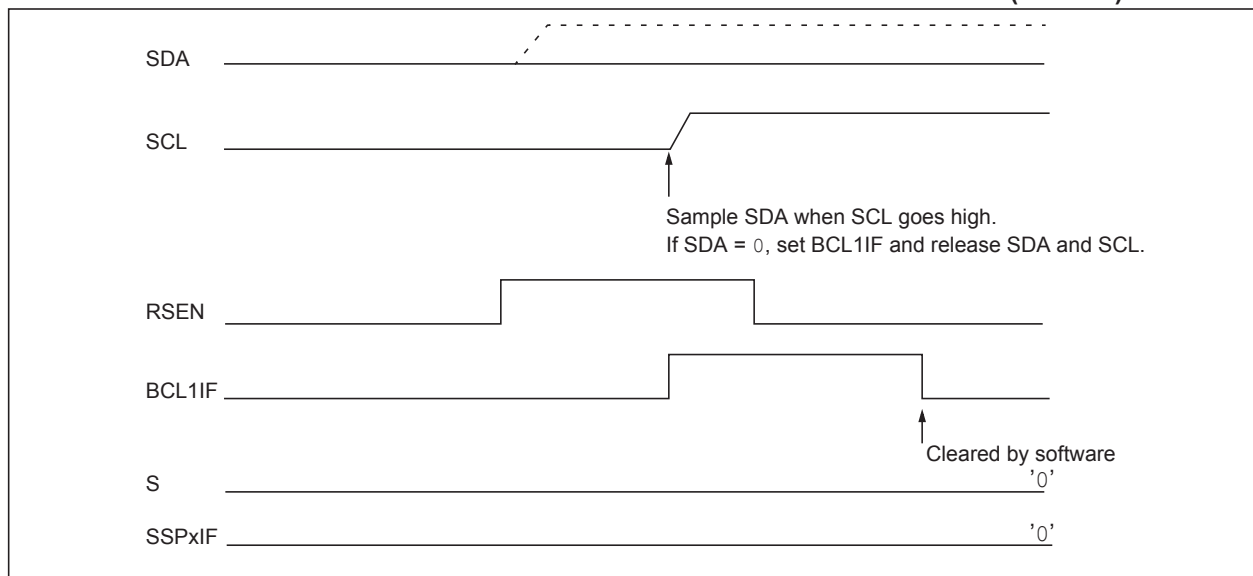 SDA
SCL
Sample SDA when SCL goes high.
If SDA = 0, set BCL1IF and release SDA and SCL.
RSEN
BCL1IF
Cleared by software
S
'0'
SSPxIF
'0'